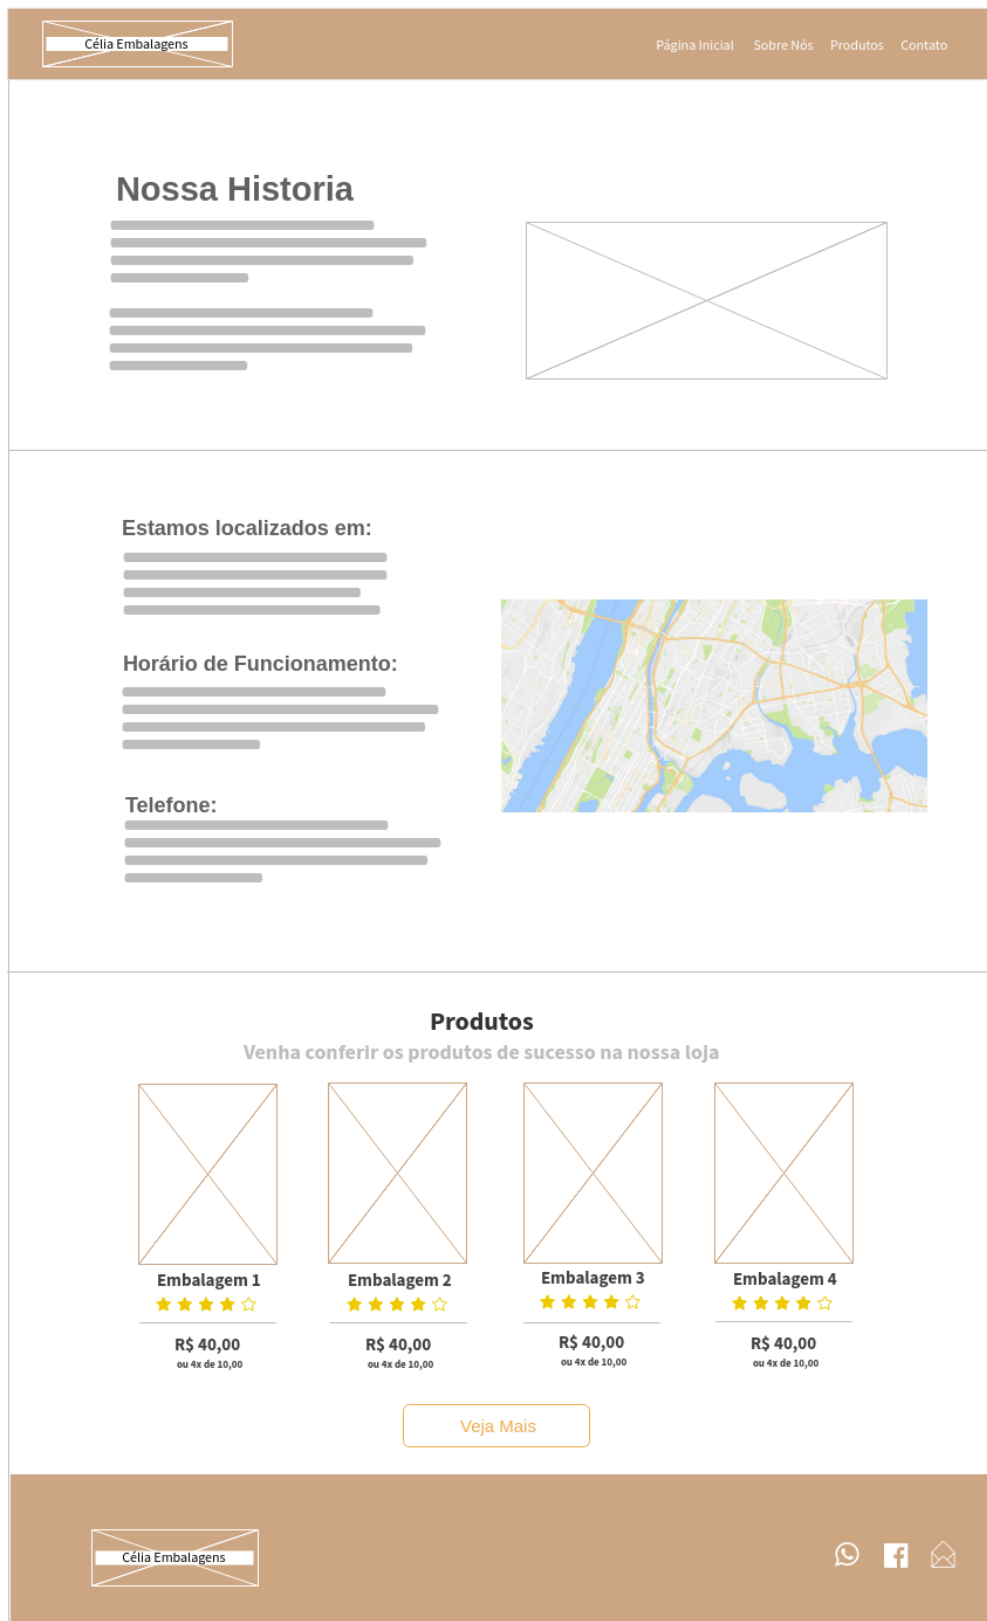 Célia Embalagens
Página Inicial Sobre Nós Produtos Contato
Nossa Historia
Estamos localizados em:
Horário de Funcionamento:
Telefone:
Produtos
Venha conferir os produtos de sucesso na nossa loja
Embalagem 1
R$ 40,00
ou 4x de 10,00
Embalagem 2
R$ 40,00
ou 4x de 10,00
Embalagem 3
R$ 40,00
ou 4x de 10,00
Embalagem 4
R$ 40,00
ou 4x de 10,00
Veja Mais
Célia Embalagens